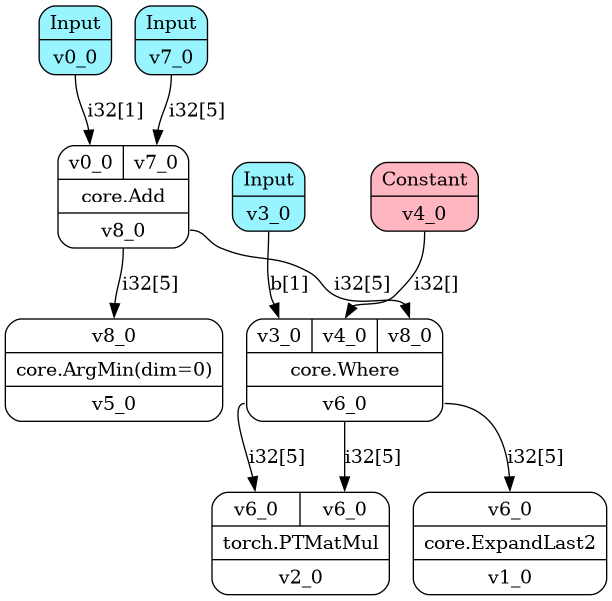 Input
v0_0
Input
v7_0
i32[1]
i32[5]
v0_0 v7_0
core.Add
v8_0
Input
v3_0
Constant
v4_0
i32[5]
b[1]
i32[5]
i32[]
v8_0
core.ArgMin(dim=0)
v5_0
v3_0 v4_0 v8_0
core.Where
v6_0
i32[5]
i32[5]
i32[5]
v6_0 v6_0
torch.PTMatMul
v2_0
v6_0
core.ExpandLast2
v1_0